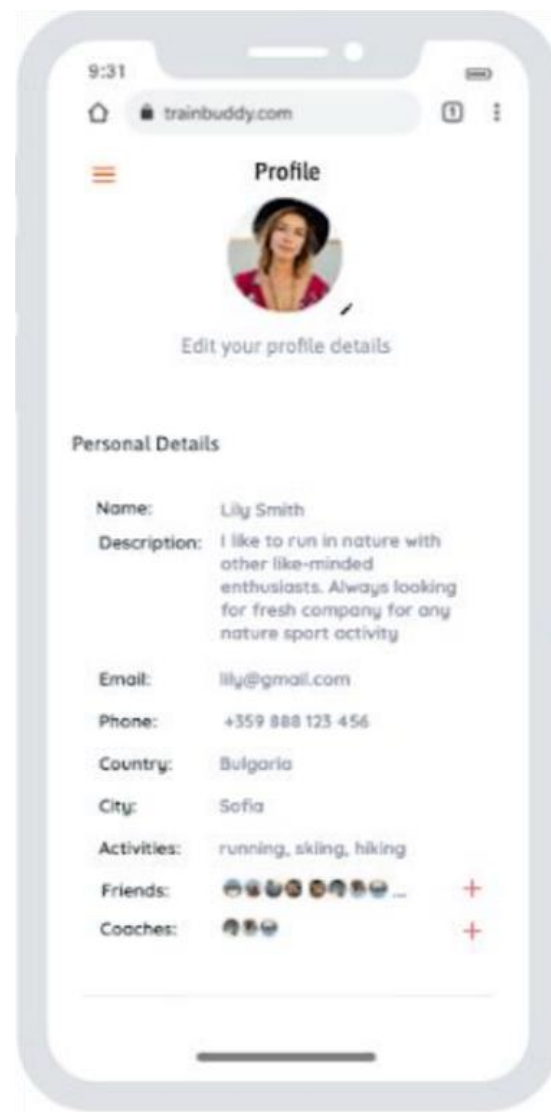 9:31
trainbuddy.com
1
Profile
Edit your profile details
Personal Details
Name: Lily Smith
Description: I like to run in nature with
other like-minded
enthusiasts. Always looking
for fresh company for any
nature sport activity
Email: lily@gmail.com
Phone: +359 888 123 456
Country: Bulgaria
City: Sofia
Activities: running, skiing, hiking
Friends: ... +
Coaches: +